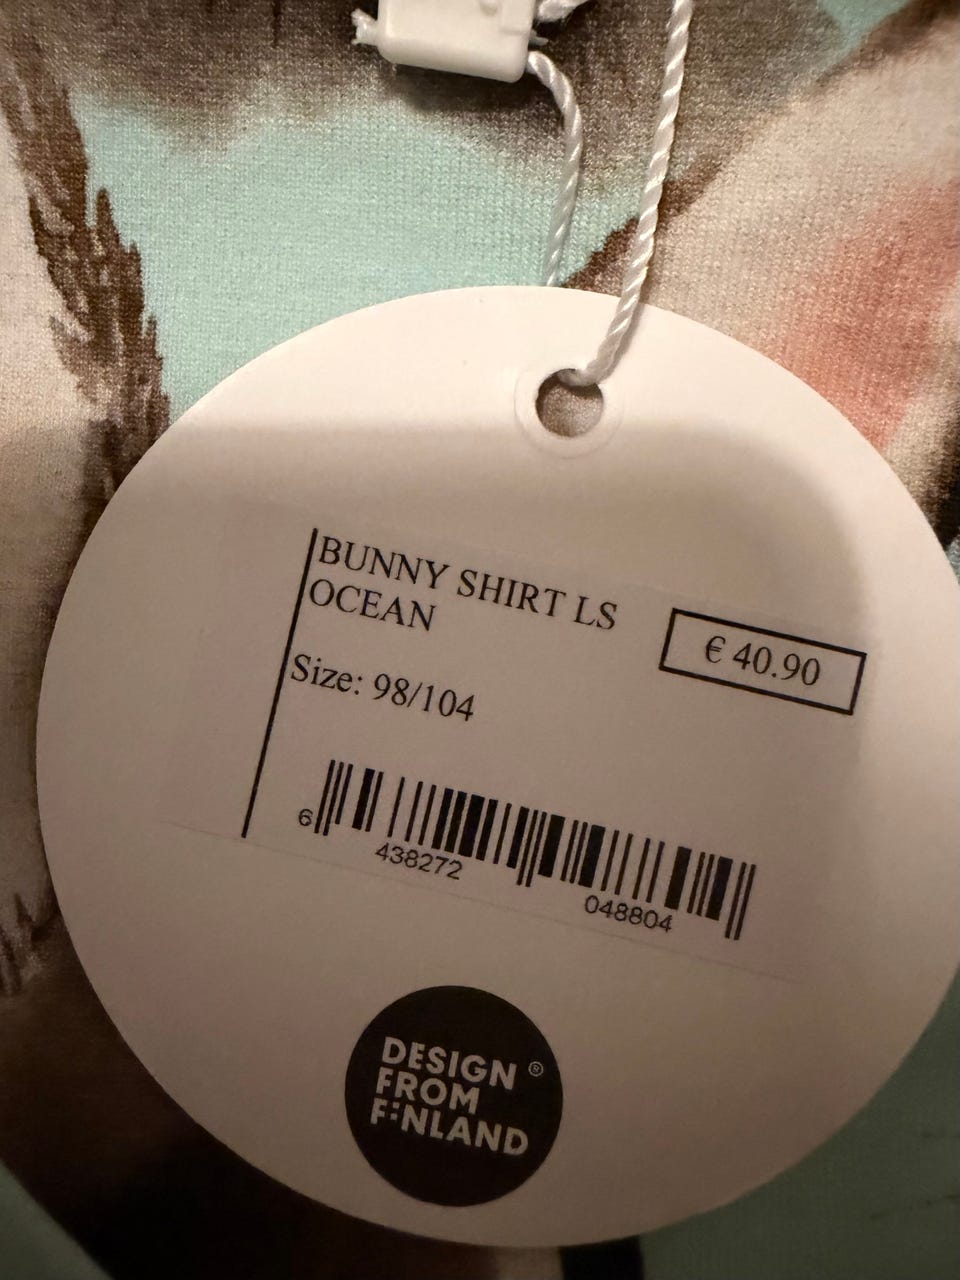 BUNNY SHIRT LS
OCEAN
€ 40.90
Size: 98/104
6 438272 048804
DESIGN ®
FROM
FINLAND